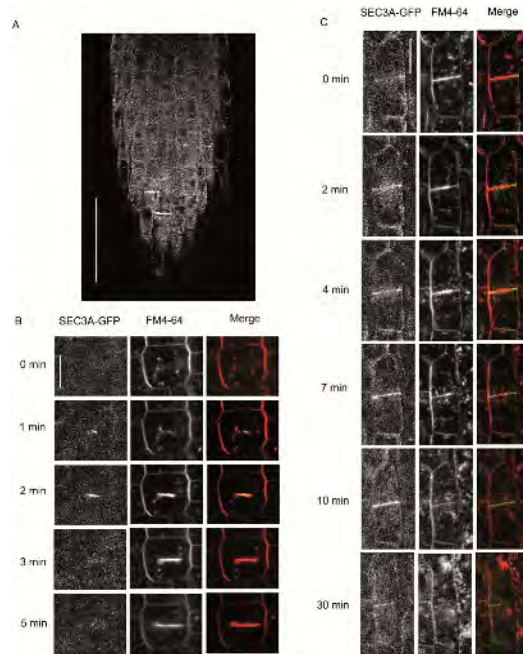 A
B
SEC3A-GFP FM4-64 Merge
0 min
1 min
2 min
3 min
5 min
C
SEC3A-GFP FM4-64 Merge
0 min
2 min
4 min
7 min
10 min
30 min